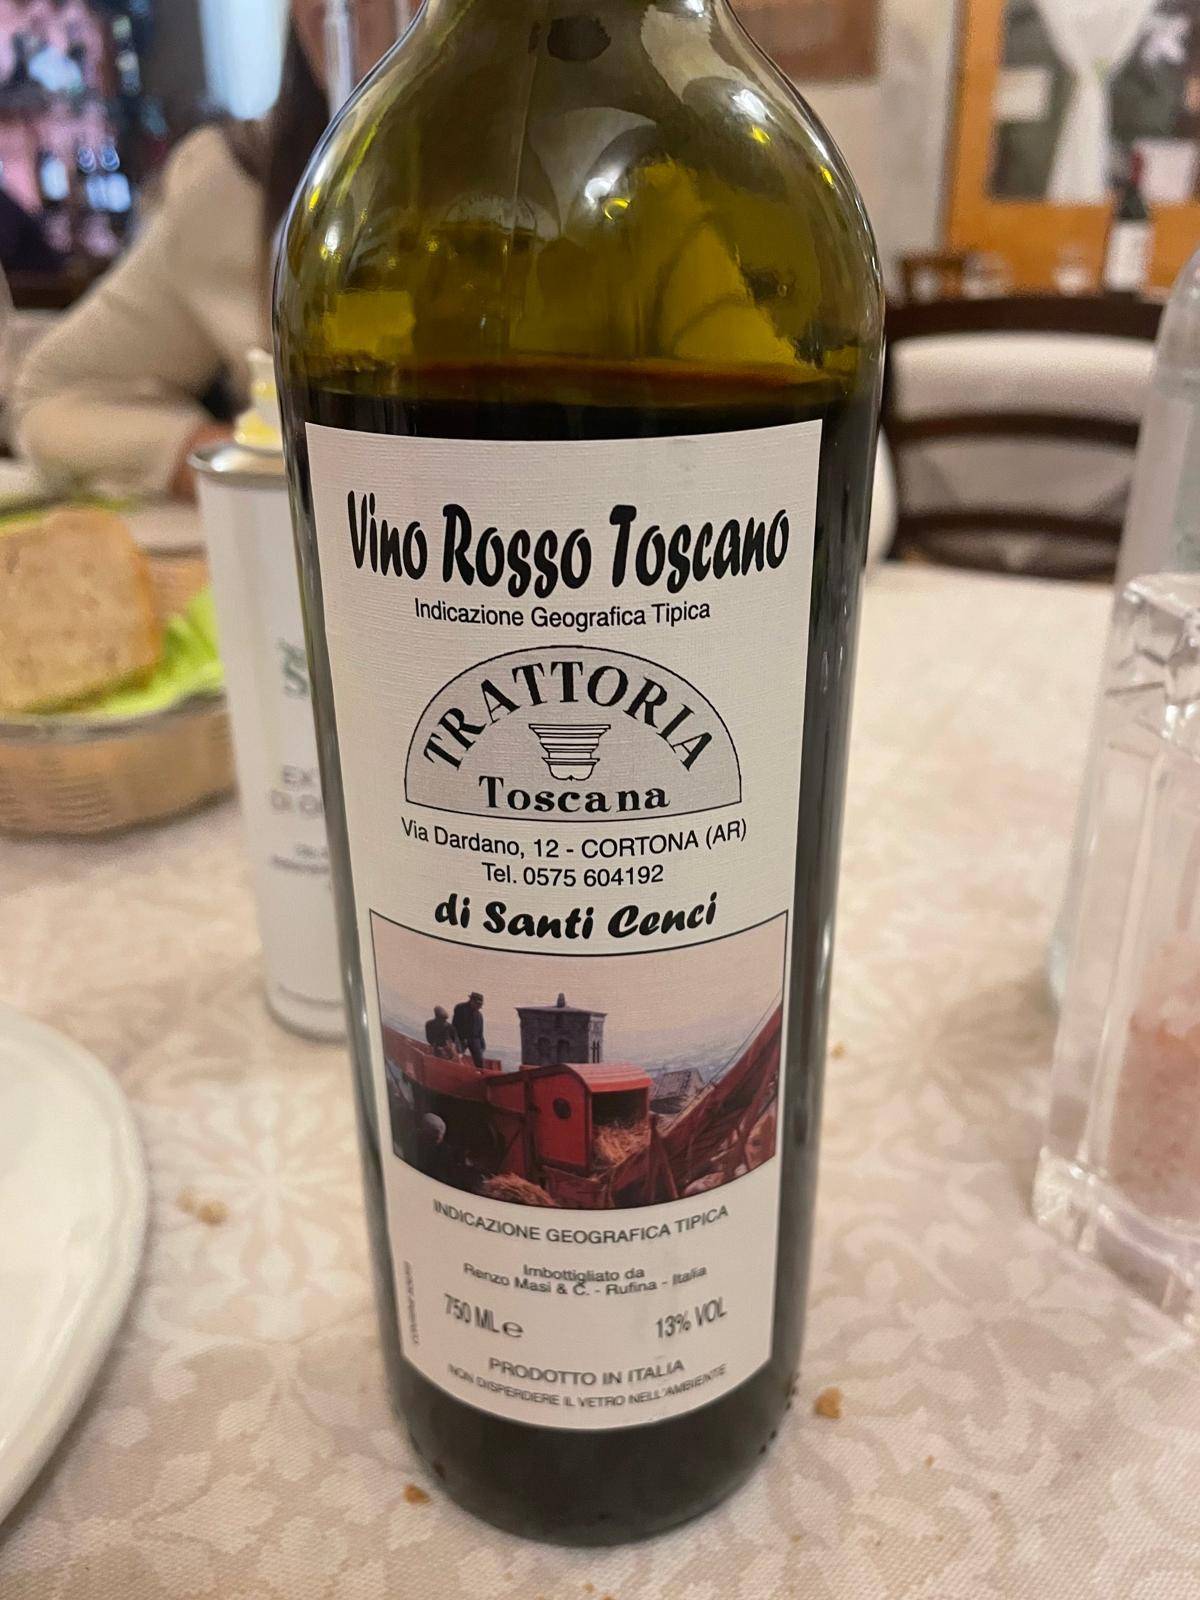 Vino Rosso Toscano
Indicazione Geografica Tipica
TRATTORIA
Toscana
Via Dardano, 12 - CORTONA (AR)
Tel. 0575 604192
di Santi Cenci
INDICAZIONE GEOGRAFICA TIPICA
Imbottigliato da
Renzo Masi & C. - Rufina - Italia
750 ML e 13% VOL
PRODOTTO IN ITALIA
NON DISPERDERE IL VETRO NELL'AMBIENTE